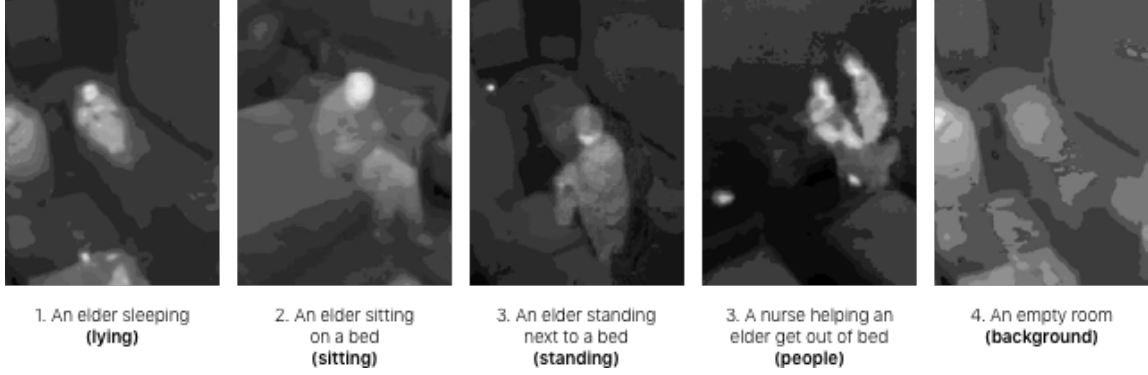 1. An elder sleeping
(lying)
2. An elder sitting
on a bed
(sitting)
3. An elder standing
next to a bed
(standing)
3. A nurse helping an
elder get out of bed
(people)
4. An empty room
(background)